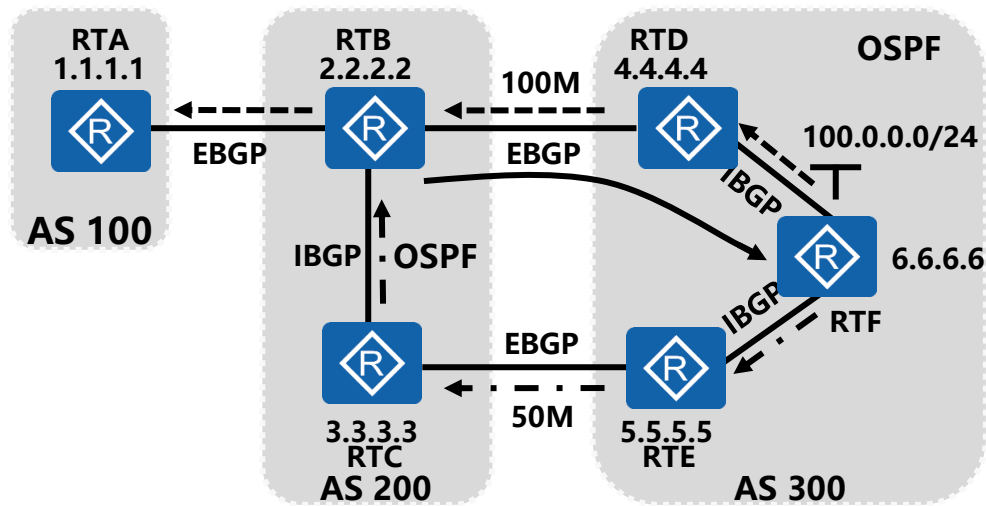 RTA
1.1.1.1
R
EBGP
AS 100
RTB
2.2.2.2
R
100M
EBGP
RTD
4.4.4.4
R
OSPF
100.0.0.0/24
IBGP
R
6.6.6.6
RTF
IBGP
IBGP
OSPF
R
3.3.3.3
RTC
AS 200
EBGP
50M
R
5.5.5.5
RTE
AS 300